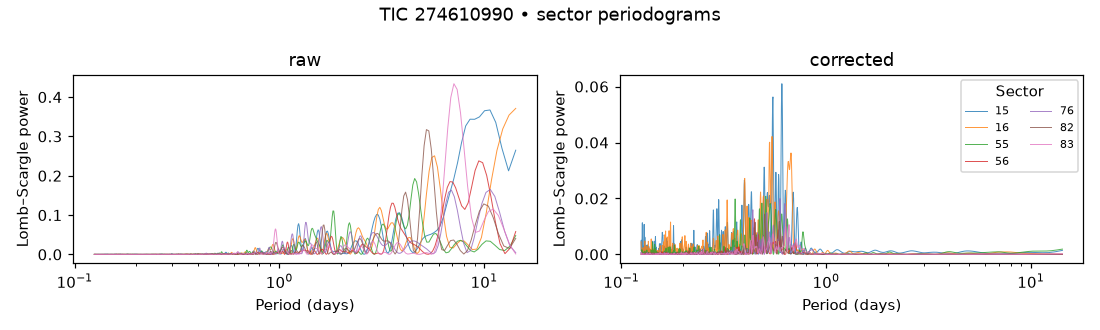 TIC 274610990 • sector periodograms
raw
corrected
Lomb–Scargle power
0.4
0.3
0.2
0.1
0.0
10⁻¹
10⁰
10¹
Period (days)
Lomb–Scargle power
0.06
0.04
0.02
0.00
10⁻¹
10⁰
10¹
Period (days)
Sector
15
16
55
56
76
82
83